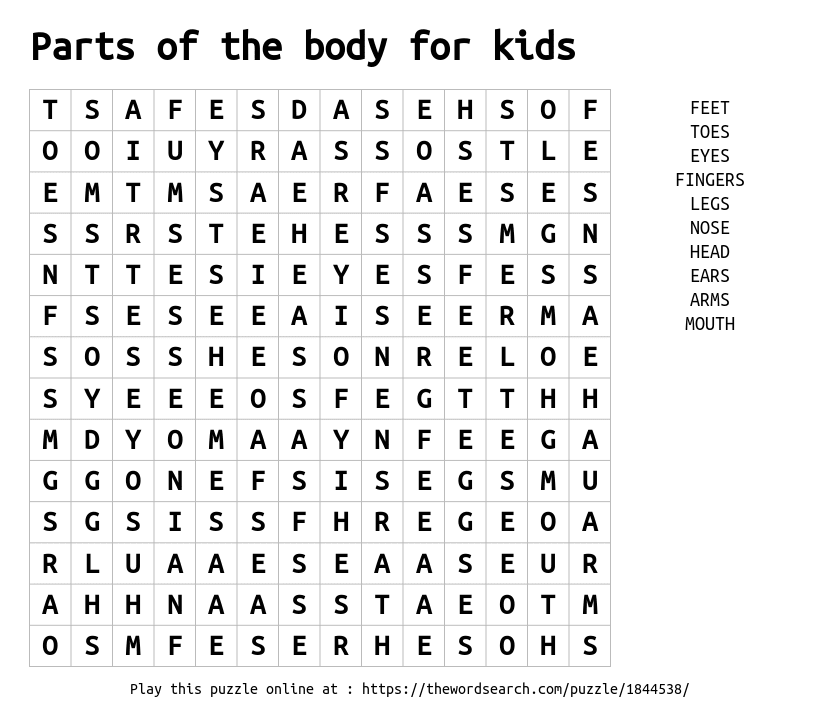 Parts of the body for kids
T S A F E S D A S E H S O F
O O I U Y R A S S O S T L E
E M T M S A E R F A E S E S
S S R S T E H E S S S M G N
N T T E S I E Y E S F E S S
F S E S E E A I S E E R M A
S O S S H E S O N R E L O E
S Y E E E O S F E G T T H H
M D Y O M A A Y N F E E G A
G G O N E F S I S E G S M U
S G S I S S F H R E G E O A
R L U A A E S E A A S E U R
A H H N A A S S T A E O T M
O S M F E S E R H E S O H S
FEET
TOES
EYES
FINGERS
LEGS
NOSE
HEAD
EARS
ARMS
MOUTH
Play this puzzle online at : https://thewordsearch.com/puzzle/1844538/